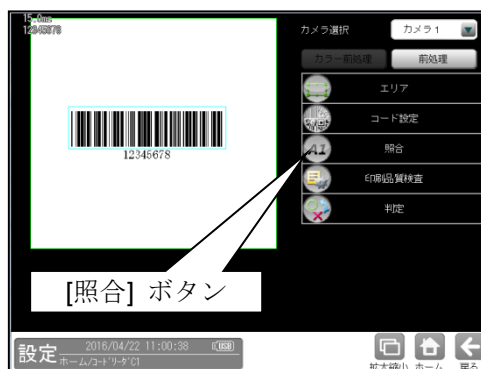 15.0ms
12345678
カメラ選択
カメラ1
カラー前処理
前処理
エリア
コード設定
12345678
照合
印刷品質検査
判定
[照合] ボタン
設定
2016/04/22 11:00:38
USB
ホーム/コードリーダC1
拡大縮小
ホーム
戻る